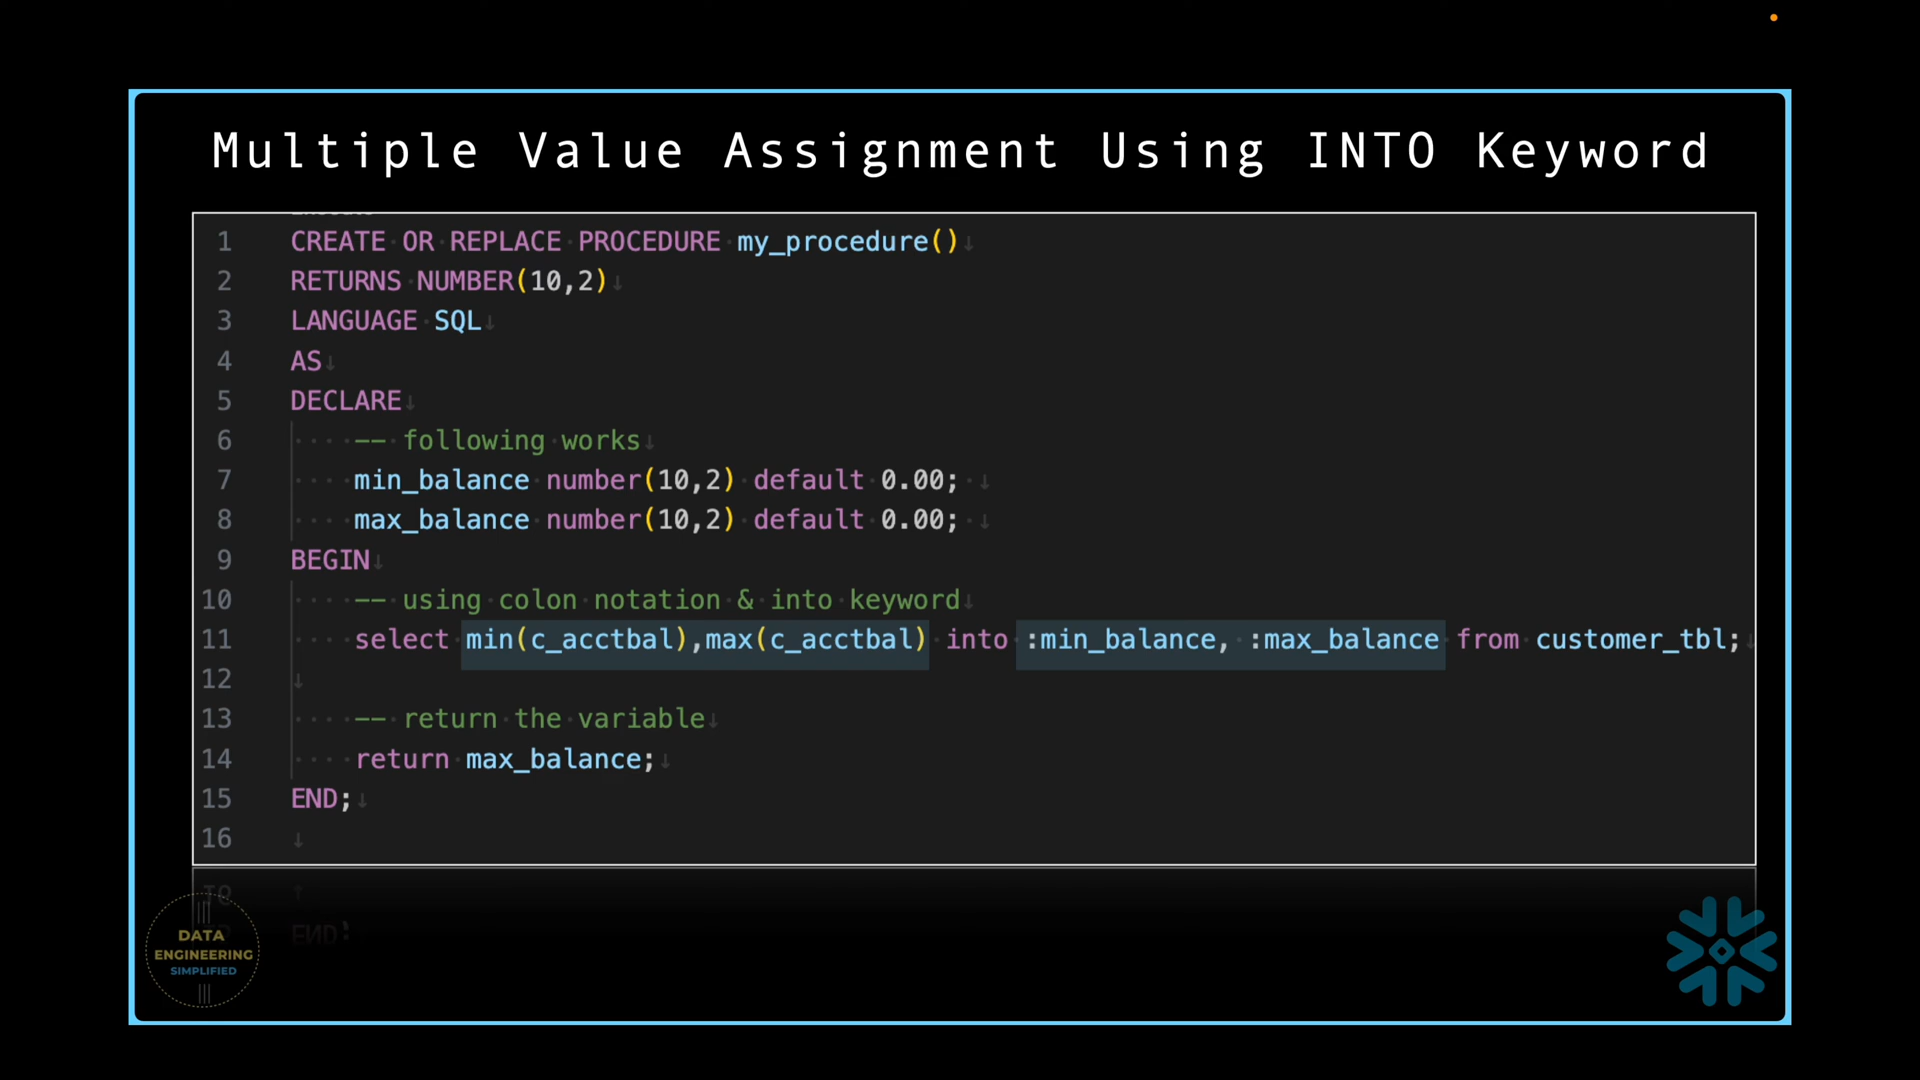 Multiple Value Assignment Using INTO Keyword
1 CREATE OR REPLACE PROCEDURE my_procedure()
2 RETURNS NUMBER(10,2)
3 LANGUAGE SQL
4 AS
5 DECLARE
6 -- following works
7 min_balance number(10,2) default 0.00;
8 max_balance number(10,2) default 0.00;
9 BEGIN
10 -- using colon notation & into keyword
11 select min(c_acctbal),max(c_acctbal) into :min_balance, :max_balance from customer_tbl;
12
13 -- return the variable
14 return max_balance;
15 END;
16
DATA
ENGINEERING
SIMPLIFIED